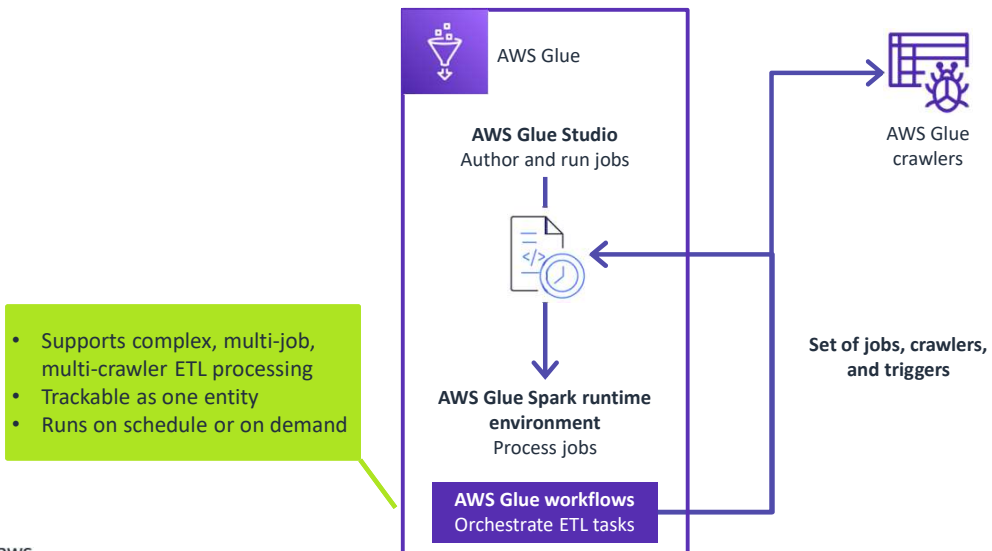 AWS Glue
AWS Glue Studio
Author and run jobs
</>
AWS Glue
crawlers
• Supports complex, multi-job,
multi-crawler ETL processing
• Trackable as one entity
• Runs on schedule or on demand
Set of jobs, crawlers,
and triggers
AWS Glue Spark runtime
environment
Process jobs
AWS Glue workflows
Orchestrate ETL tasks